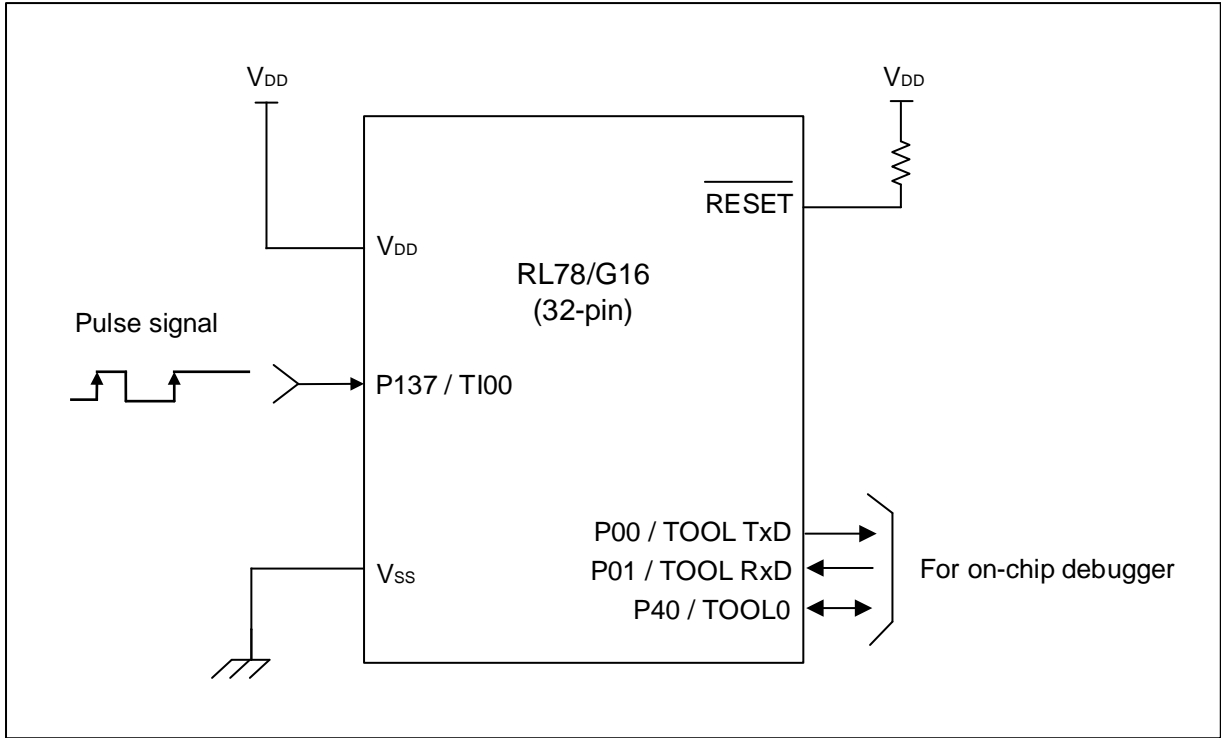 VDD
VDD
RESET
VDD
RL78/G16
(32-pin)
Pulse signal
P137 / TI00
P00 / TOOL TxD
P01 / TOOL RxD
P40 / TOOL0
For on-chip debugger
VSS